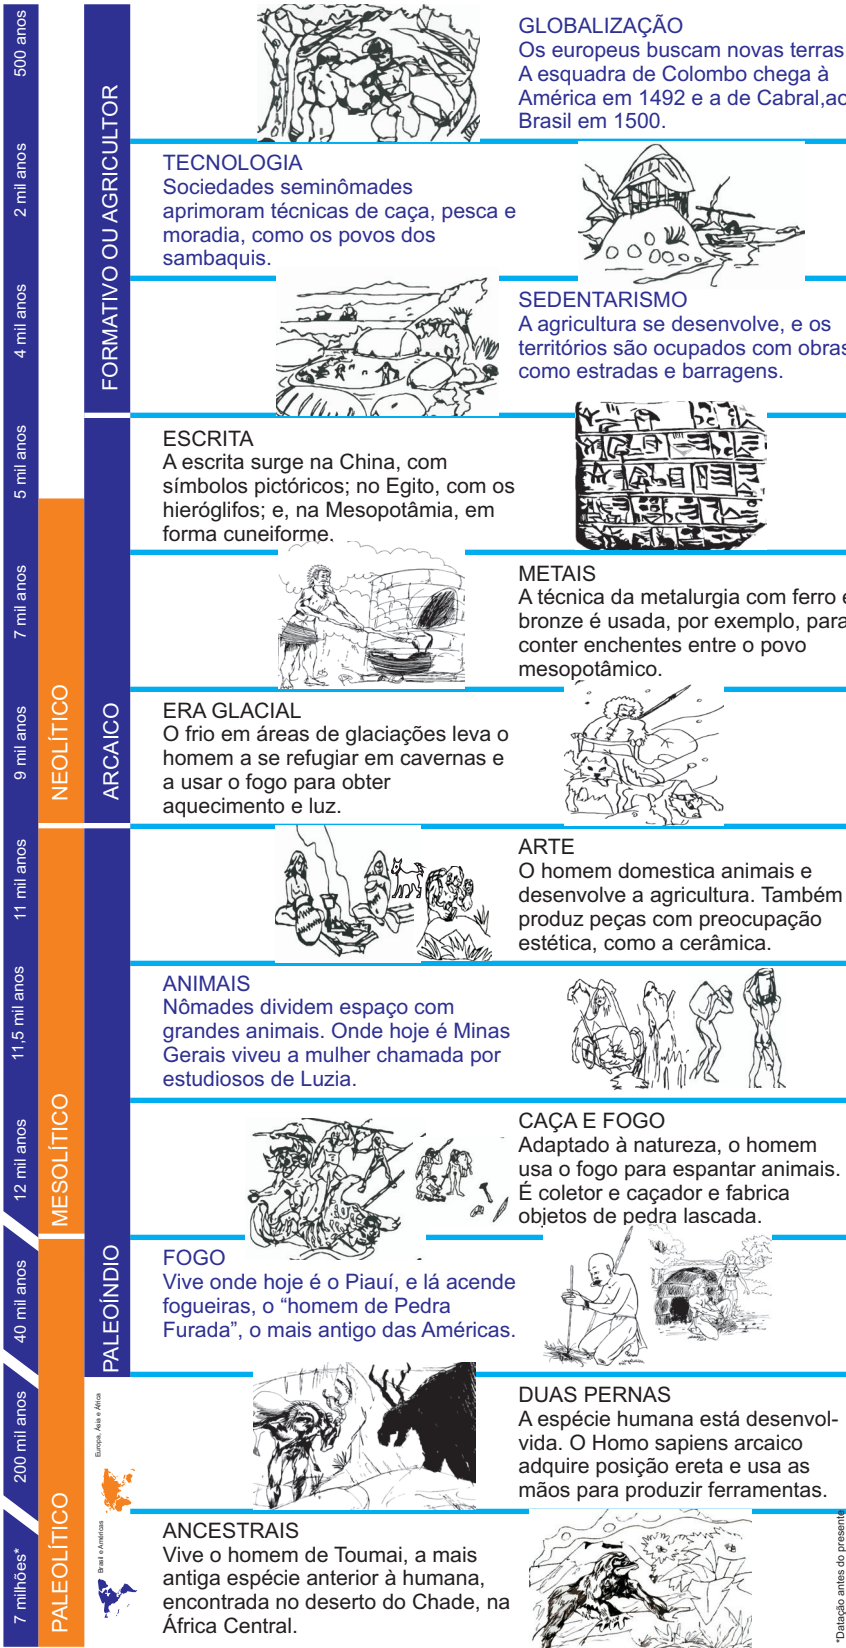 500 anos
GLOBALIZAÇÃO
Os europeus buscam novas terras
A esquadra de Colombo chega à
América em 1492 e a de Cabral,ao
Brasil em 1500.
2 mil anos
FORMATIVO OU AGRICULTOR
TECNOLOGIA
Sociedades seminômades
aprimoram técnicas de caça, pesca e
moradia, como os povos dos
sambaquis.
4 mil anos
SEDENTARISMO
A agricultura se desenvolve, e os
territórios são ocupados com obras
como estradas e barragens.
5 mil anos
ESCRITA
A escrita surge na China, com
símbolos pictóricos; no Egito, com os
hieróglifos; e, na Mesopotâmia, em
forma cuneiforme.
7 mil anos
METAIS
A técnica da metalurgia com ferro e
bronze é usada, por exemplo, para
conter enchentes entre o povo
mesopotâmico.
9 mil anos
NEOLÍTICO
ARCAICO
ERA GLACIAL
O frio em áreas de glaciações leva o
homem a se refugiar em cavernas e
a usar o fogo para obter
aquecimento e luz.
11 mil anos
ARTE
O homem domestica animais e
desenvolve a agricultura. Também
produz peças com preocupação
estética, como a cerâmica.
11,5 mil anos
ANIMAIS
Nômades dividem espaço com
grandes animais. Onde hoje é Minas
Gerais viveu a mulher chamada por
estudiosos de Luzia.
12 mil anos
MESOLÍTICO
CAÇA E FOGO
Adaptado à natureza, o homem
usa o fogo para espantar animais.
É coletor e caçador e fabrica
objetos de pedra lascada.
40 mil anos
PALEOÍNDIO
FOGO
Vive onde hoje é o Piauí, e lá acende
fogueiras, o “homem de Pedra
Furada”, o mais antigo das Américas.
200 mil anos
Europa, Ásia e África
DUAS PERNAS
A espécie humana está desenvol-
vida. O Homo sapiens arcaico
adquire posição ereta e usa as
mãos para produzir ferramentas.
7 milhões*
PALEOLÍTICO
Brasil e Américas
ANCESTRAIS
Vive o homem de Toumai, a mais
antiga espécie anterior à humana,
encontrada no deserto do Chade, na
África Central.
*Datação antes do presente